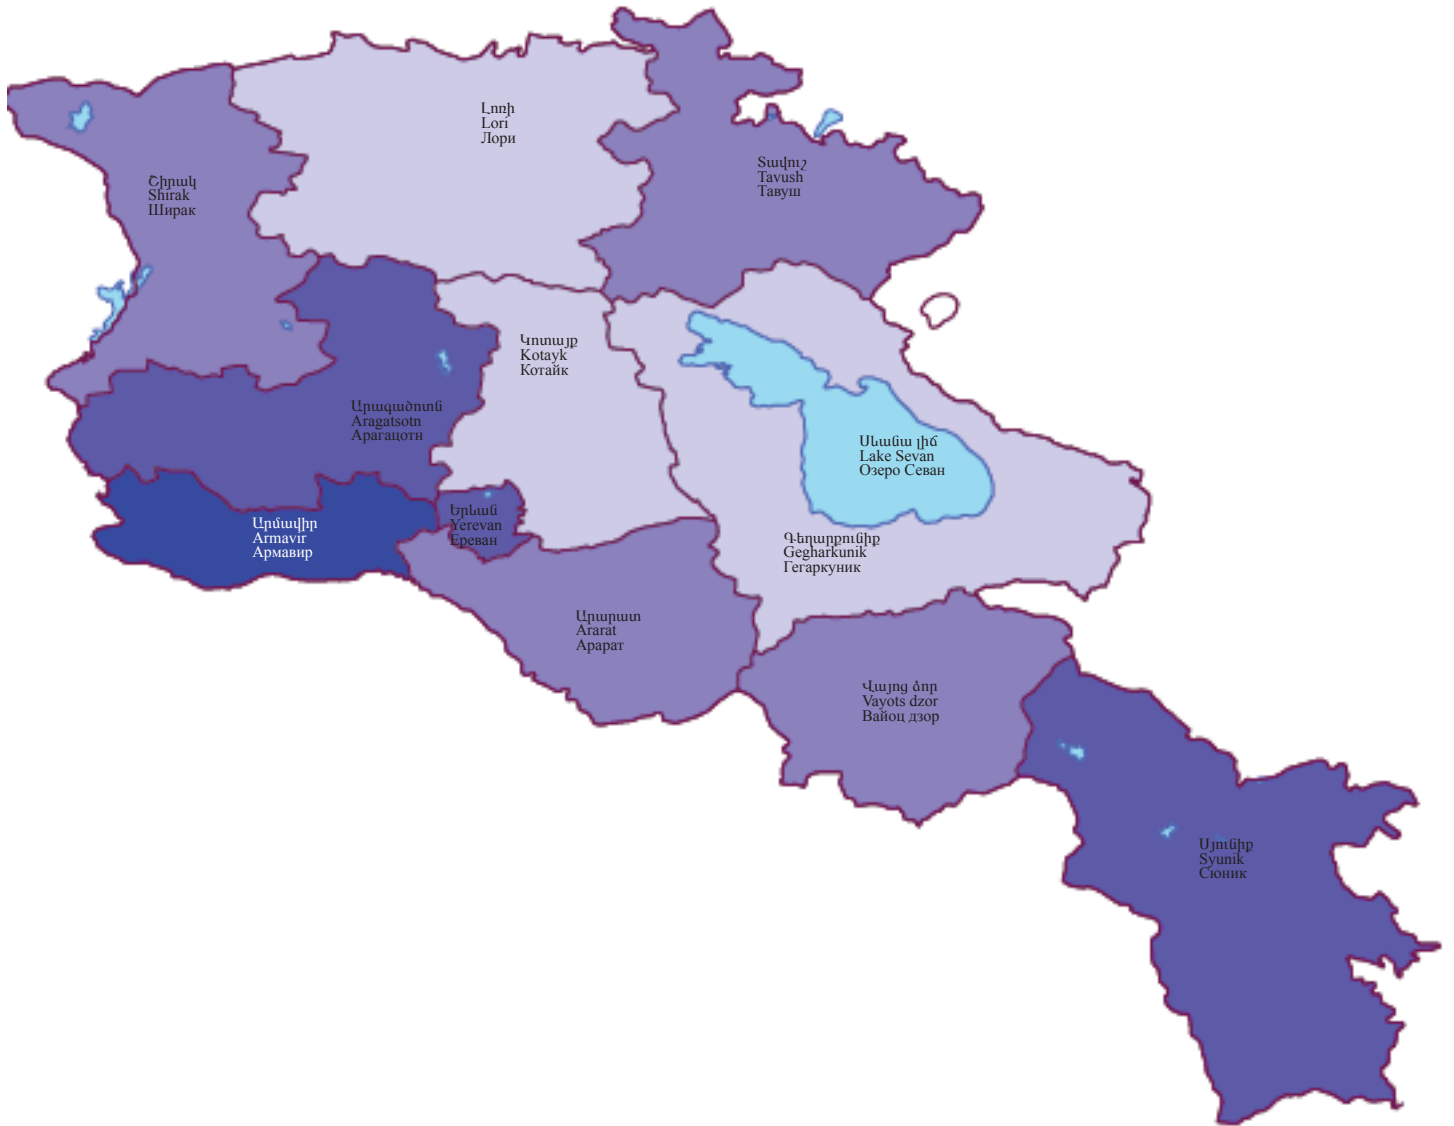 Լոռի
Lori
Лори
Տավուշ
Tavush
Тавуш
Շիրակ
Shirak
Ширак
Կոտայք
Kotayk
Котайк
Արագածոտն
Aragatsotn
Арагацотн
Սևանա լիճ
Lake Sevan
Озеро Севан
Երևան
Yerevan
Ереван
Արմավիր
Armavir
Армавир
Գեղարքունիք
Gegharkunik
Гегаркуник
Արարատ
Ararat
Арарат
Վայոց ձոր
Vayots dzor
Вайоц дзор
Սյունիք
Syunik
Сюник